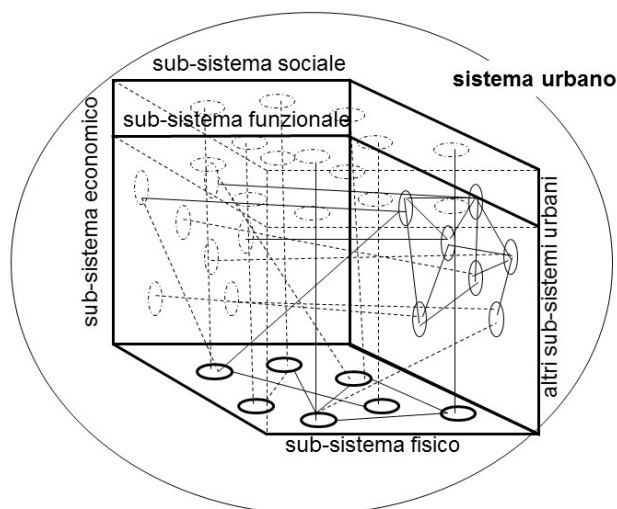 sub-sistema sociale
sistema urbano
sub-sistema funzionale
sub-sistema economico
altri sub-sistemi urbani
sub-sistema fisico